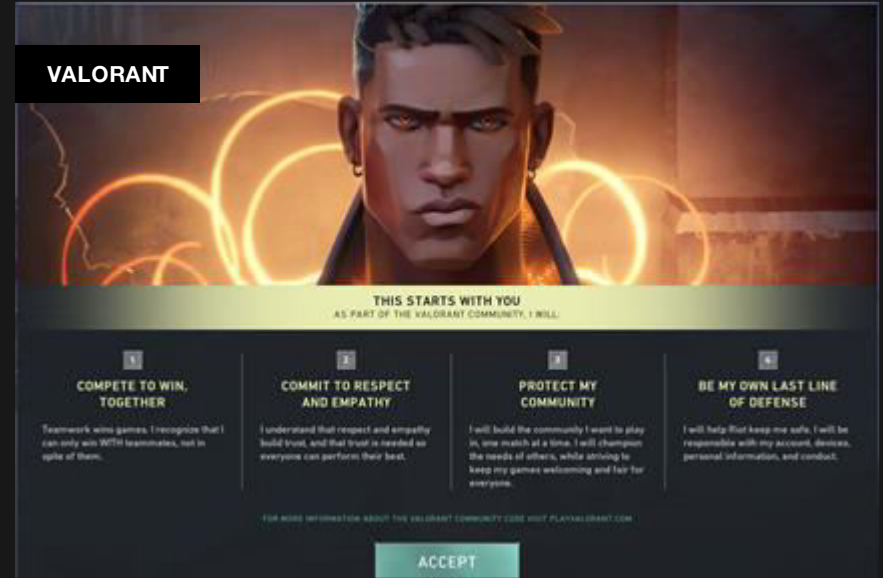 VALORANT
THIS STARTS WITH YOU
AS PART OF THE VALORANT COMMUNITY, I WILL:
1
COMPETE TO WIN,
TOGETHER
Teamwork wins games. I recognize that I
can only win WITH teammates, not in
spite of them.
2
COMMIT TO RESPECT
AND EMPATHY
I understand that respect and empathy
build trust, and that trust is needed so
everyone can perform their best.
3
PROTECT MY
COMMUNITY
I will build the community I want to play
in, one match at a time. I will champion
the needs of others, while striving to
keep my games welcoming and fair for
everyone.
4
BE MY OWN LAST LINE
OF DEFENSE
I will help Riot keep me safe. I will be
responsible with my account, devices,
personal information, and conduct.
FOR MORE INFORMATION ABOUT THE VALORANT COMMUNITY CODE VISIT PLAYVALORANT.COM
ACCEPT